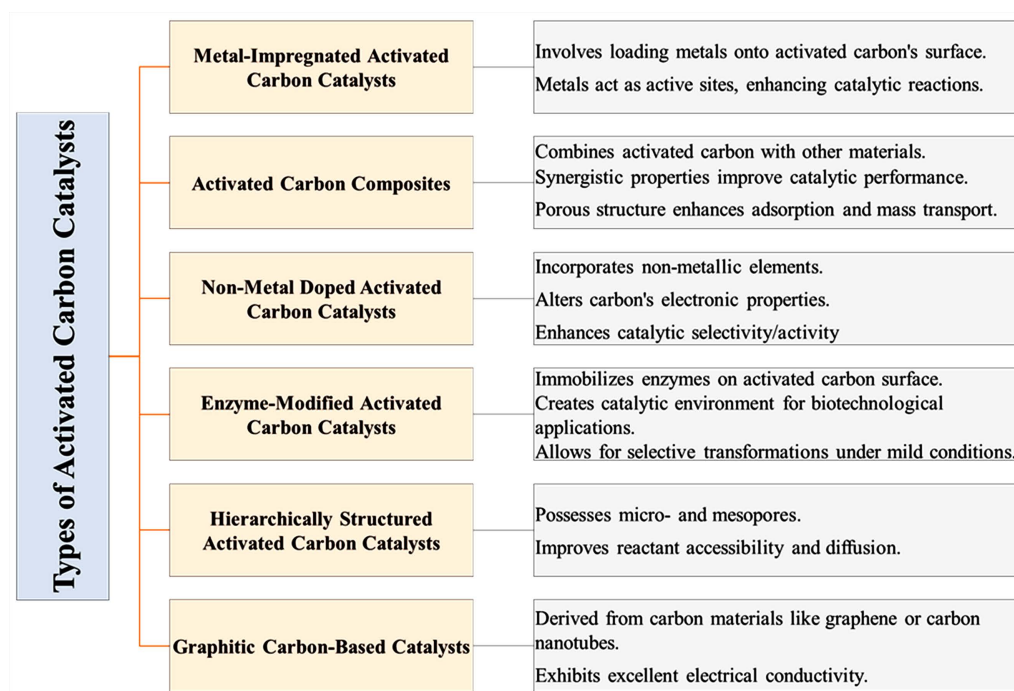 Types of Activated Carbon Catalysts
Metal-Impregnated Activated
Carbon Catalysts
Involves loading metals onto activated carbon's surface.
Metals act as active sites, enhancing catalytic reactions.
Activated Carbon Composites
Combines activated carbon with other materials.
Synergistic properties improve catalytic performance.
Porous structure enhances adsorption and mass transport.
Non-Metal Doped Activated
Carbon Catalysts
Incorporates non-metallic elements.
Alters carbon's electronic properties.
Enhances catalytic selectivity/activity
Enzyme-Modified Activated
Carbon Catalysts
Immobilizes enzymes on activated carbon surface.
Creates catalytic environment for biotechnological
applications.
Allows for selective transformations under mild conditions.
Hierarchically Structured
Activated Carbon Catalysts
Possesses micro- and mesopores.
Improves reactant accessibility and diffusion.
Graphitic Carbon-Based Catalysts
Derived from carbon materials like graphene or carbon
nanotubes.
Exhibits excellent electrical conductivity.